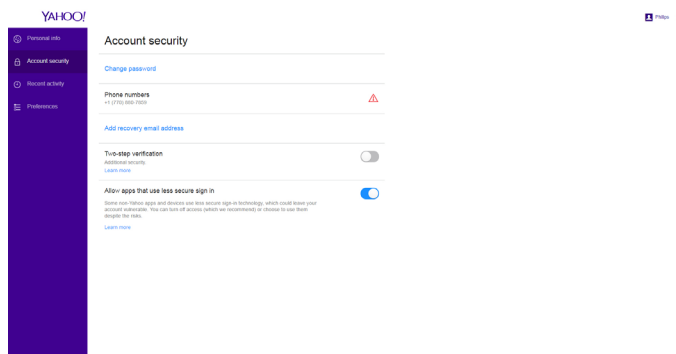 YAHOO!
Philips
Personal info
Account security
Recent activity
Preferences
Account security
Change password
Phone numbers
Add recovery email address
Two-step verification
Additional security.
Learn more
Allow apps that use less secure sign in
Some non-Yahoo apps and devices use less secure sign-in technology, which could leave your
account vulnerable. You can turn off access (which we recommend) or choose to use them
despite the risks.
Learn more